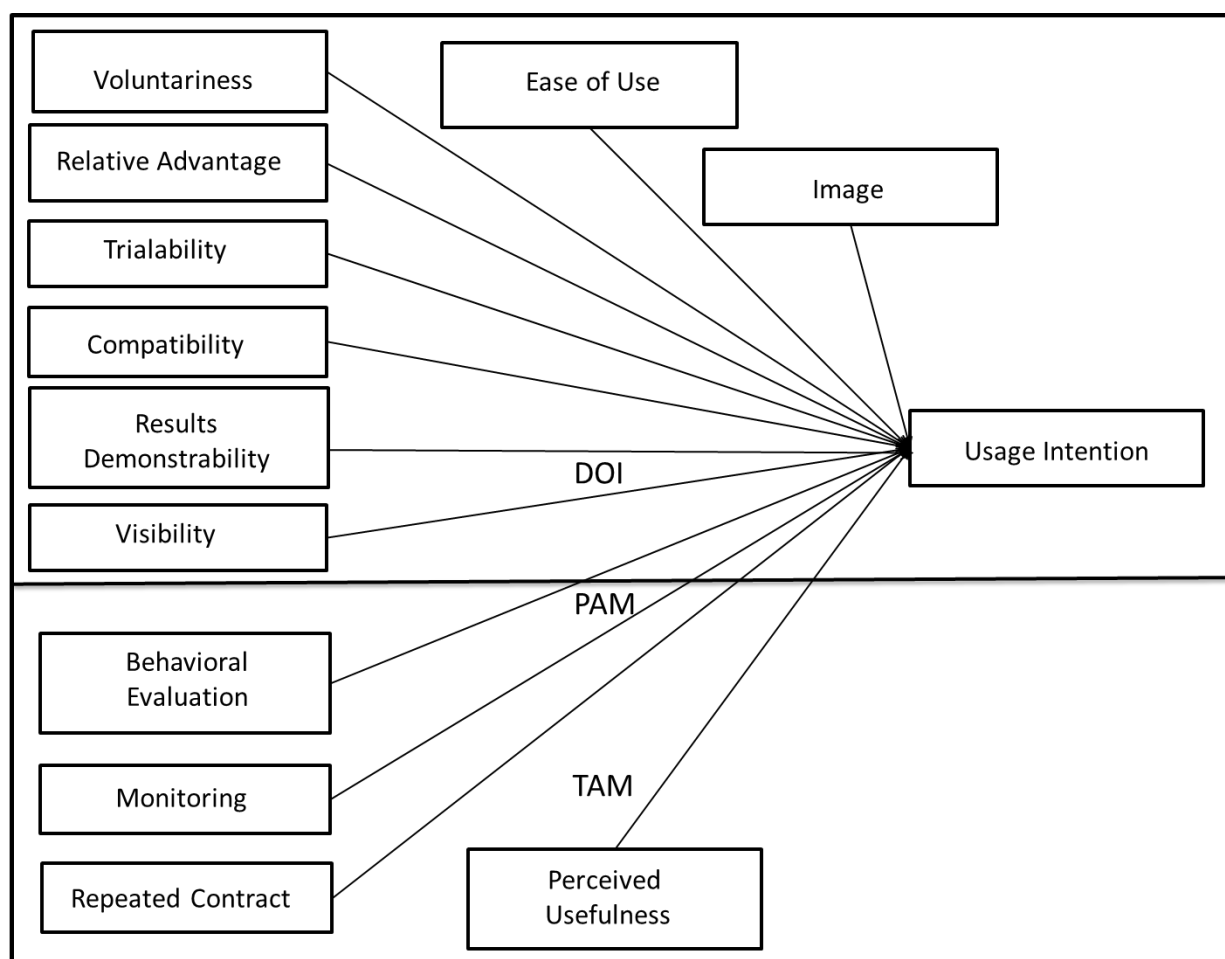 Voluntariness
Ease of Use
Relative Advantage
Image
Trialability
Compatibility
Results
Demonstrability
Usage Intention
DOI
Visibility
PAM
Behavioral
Evaluation
Monitoring
TAM
Repeated Contract
Perceived
Usefulness